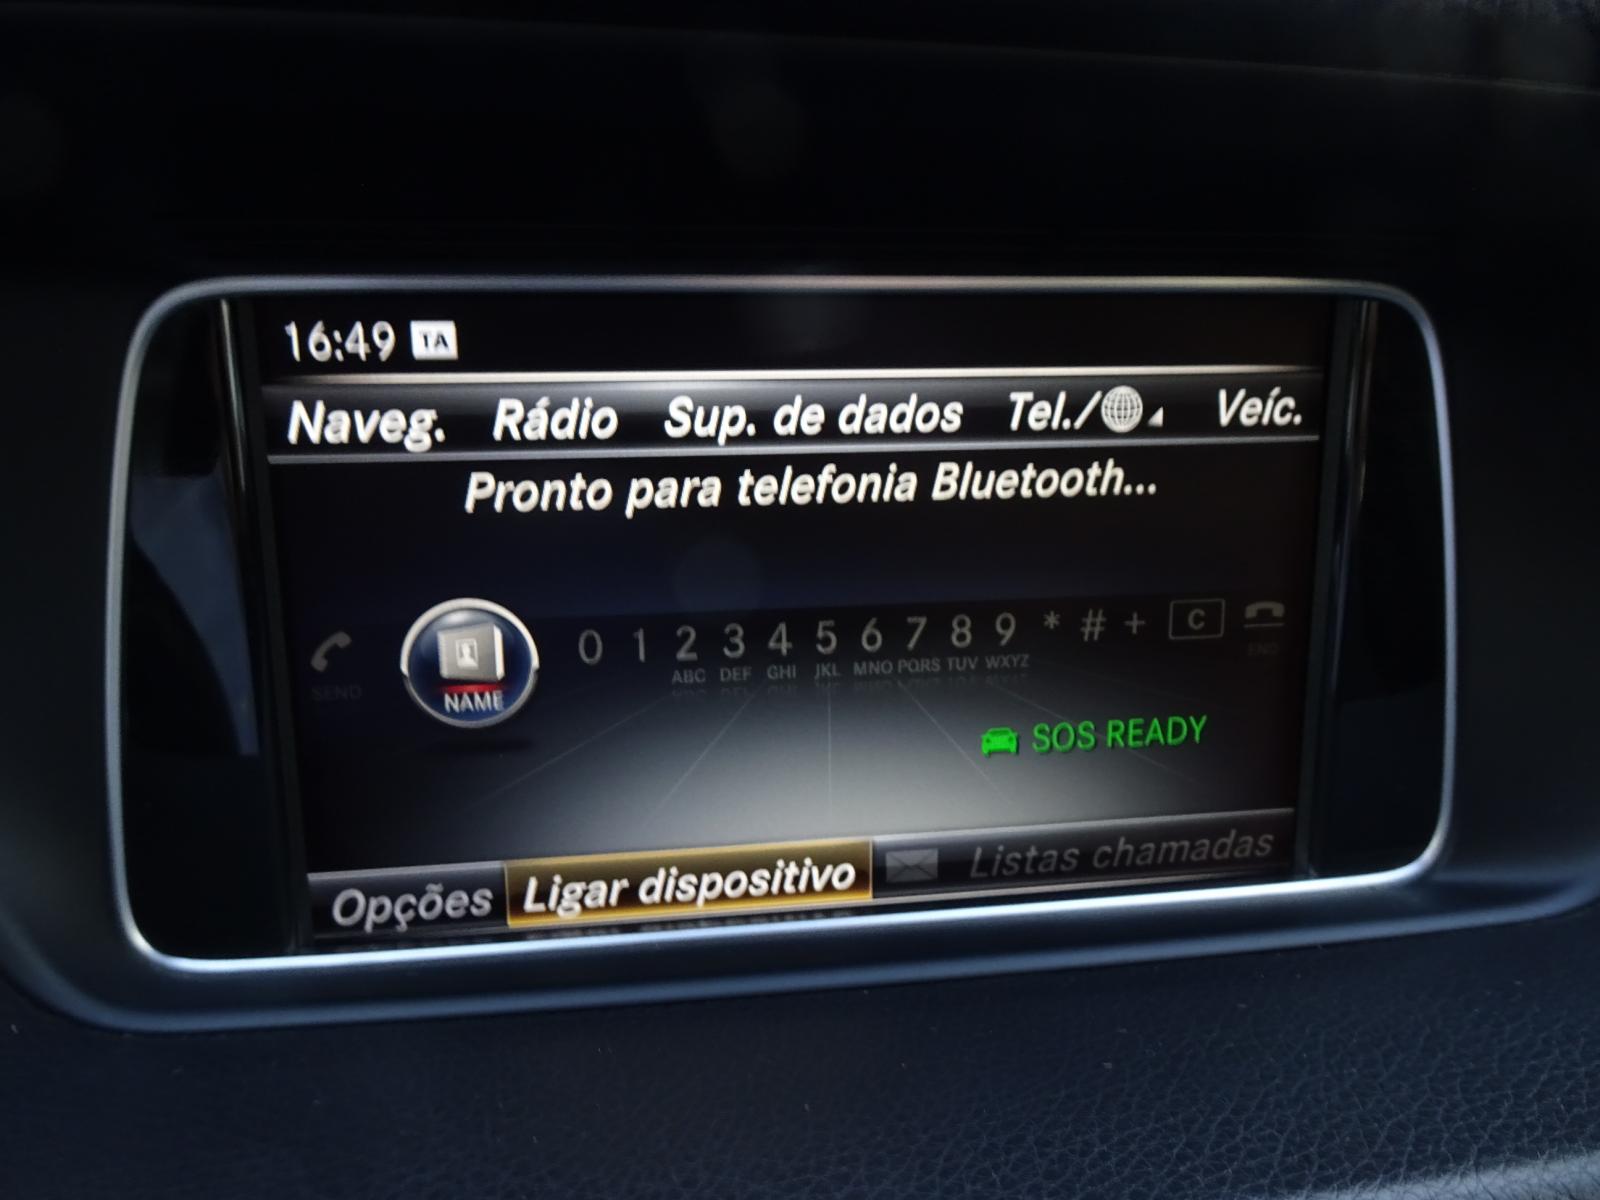 16:49 TA
Naveg. Rádio Sup. de dados Tel./ Veíc.
Pronto para telefonia Bluetooth...
0 1 2 3 4 5 6 7 8 9 * # + C
ABC DEF GHI JKL MNO PQRS TUV WXYZ
SEND NAME END
SOS READY
Opções Ligar dispositivo Listas chamadas